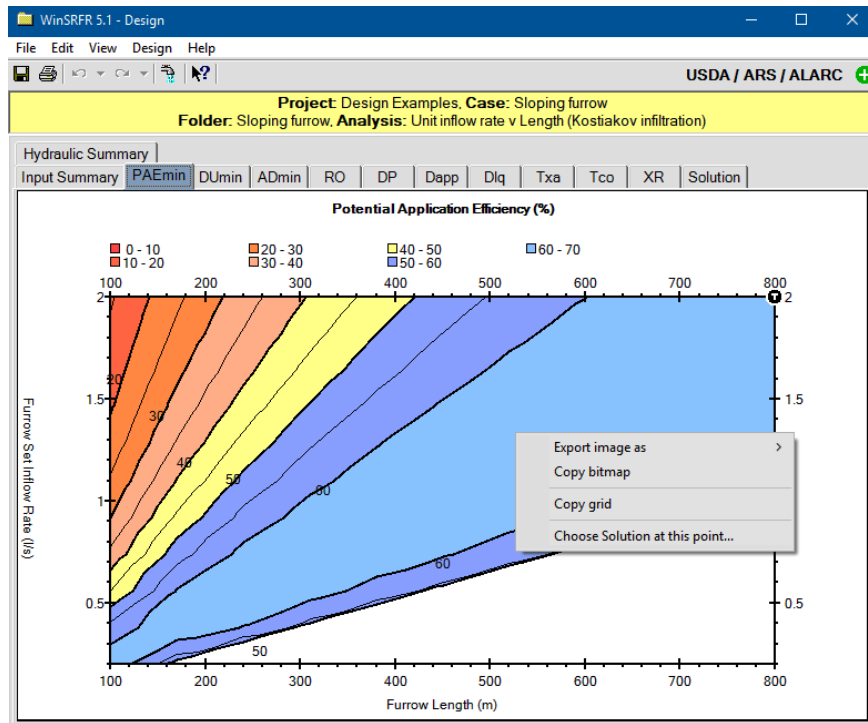 WinSRFR 5.1 - Design
File Edit View Design Help
USDA / ARS / ALARC
Project: Design Examples, Case: Sloping furrow
Folder: Sloping furrow, Analysis: Unit inflow rate v Length (Kostiakov infiltration)
Hydraulic Summary
Input Summary PAEmin DUmin ADmin RO DP Dapp Dlq Txa Tco XR Solution
Potential Application Efficiency (%)
0 - 10 20 - 30 40 - 50 60 - 70
10 - 20 30 - 40 50 - 60
100 200 300 400 500 600 700 800
2 2
20
1.5 1.5
30
40
50
60
1
0.5 0.5
60
50
Furrow Set Inflow Rate (l/s)
100 200 300 400 500 600 700 800
Furrow Length (m)
Export image as
Copy bitmap
Copy grid
Choose Solution at this point...